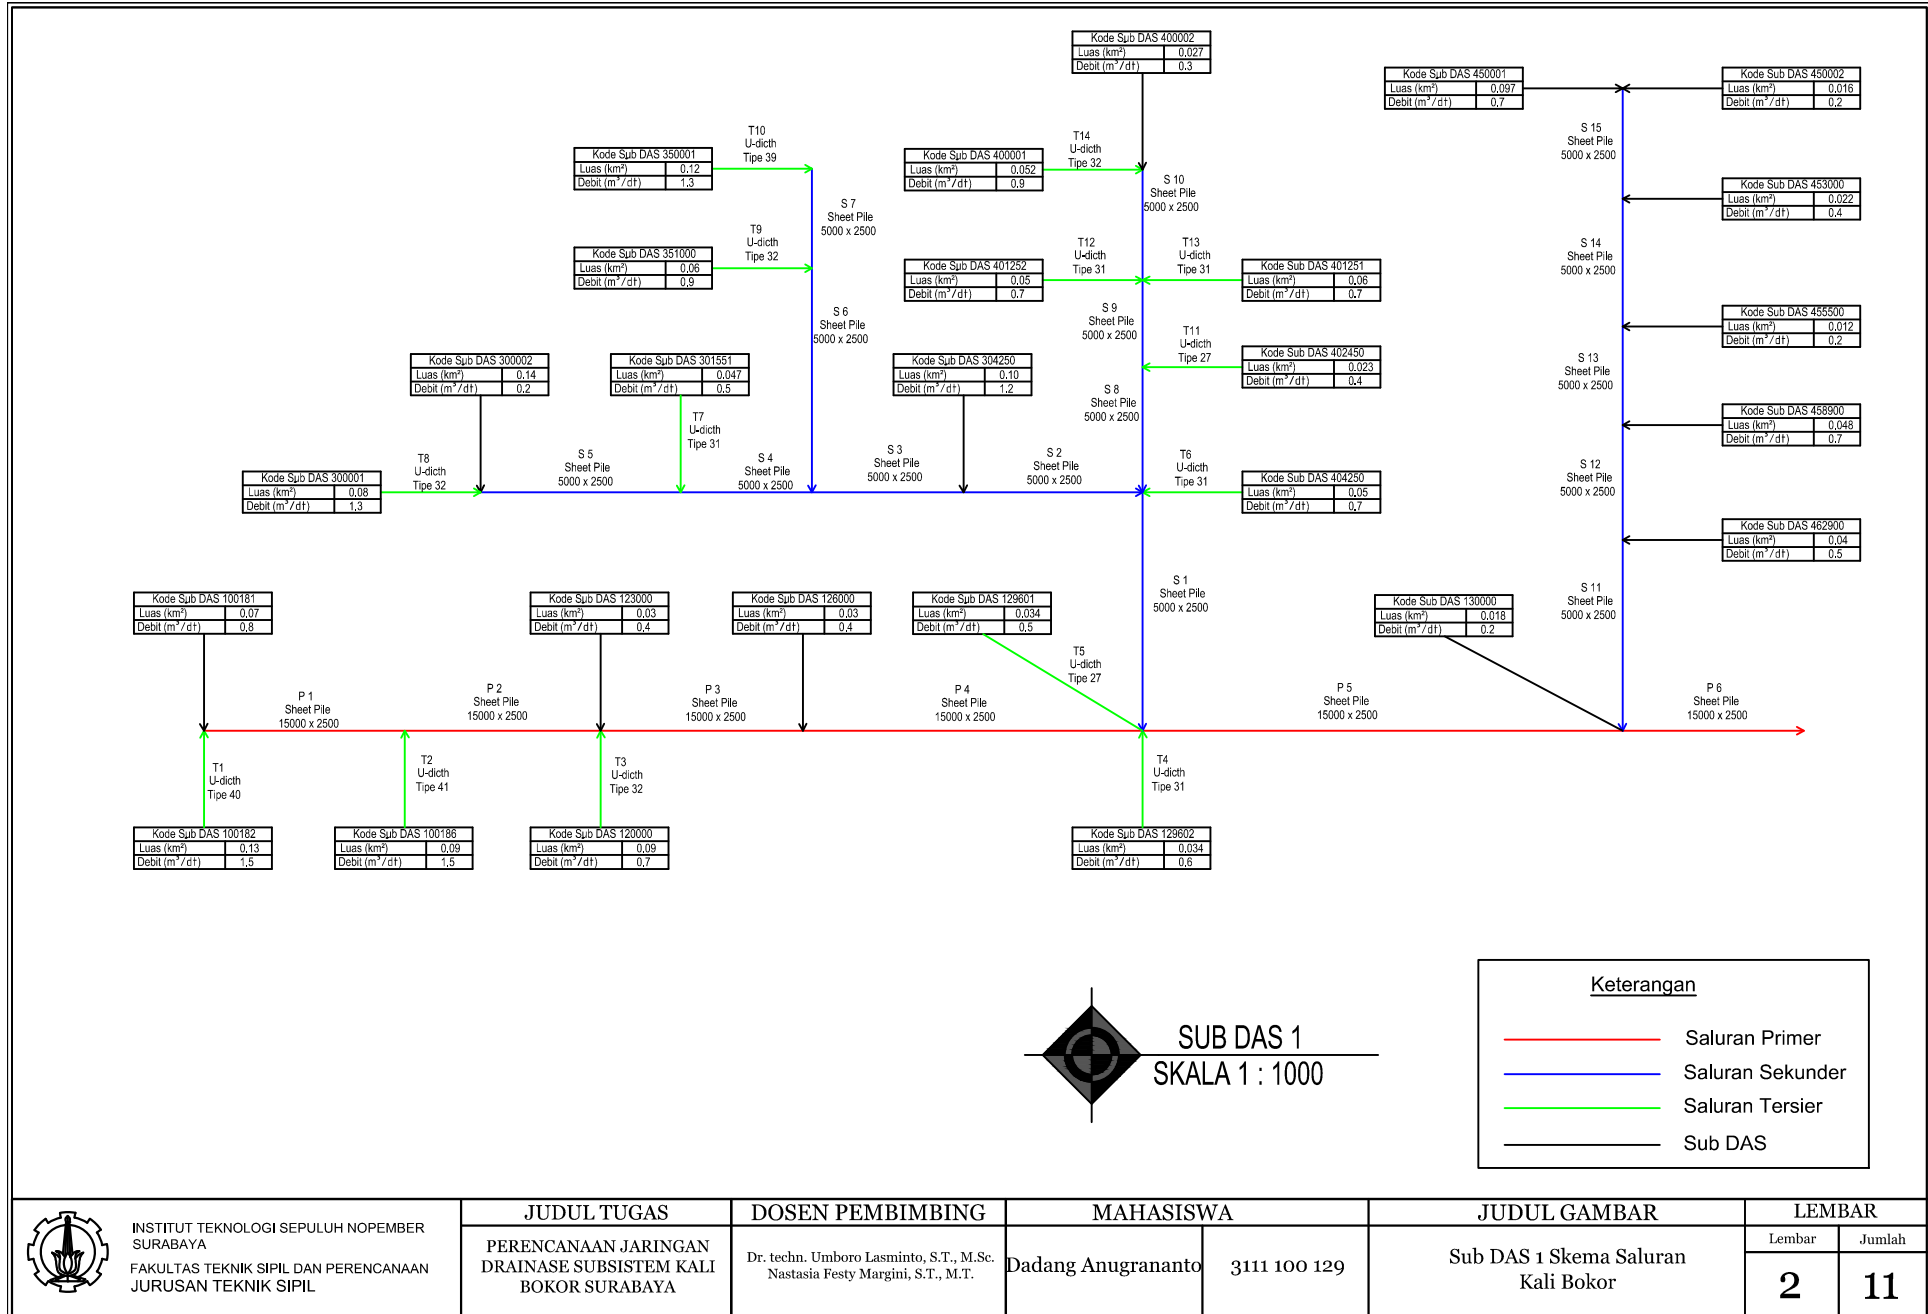 Kode Sub DAS 400002
Luas (km²) 0.027
Debit (m³/dt) 0.3
Kode Sub DAS 450001
Luas (km²) 0.097
Debit (m³/dt) 0.7
Kode Sub DAS 450002
Luas (km²) 0.016
Debit (m³/dt) 0.2
T10
U-dicth
Tipe 39
Kode Sub DAS 350001
Luas (km²) 0.12
Debit (m³/dt) 1.3
T14
U-dicth
Tipe 32
Kode Sub DAS 400001
Luas (km²) 0.052
Debit (m³/dt) 0.9
S 15
Sheet Pile
5000 x 2500
S 10
Sheet Pile
5000 x 2500
Kode Sub DAS 453000
Luas (km²) 0.022
Debit (m³/dt) 0.4
S 7
Sheet Pile
5000 x 2500
T9
U-dicth
Tipe 32
Kode Sub DAS 351000
Luas (km²) 0.06
Debit (m³/dt) 0.9
T12
U-dicth
Tipe 31
T13
U-dicth
Tipe 31
Kode Sub DAS 401252
Luas (km²) 0.05
Debit (m³/dt) 0.7
Kode Sub DAS 401251
Luas (km²) 0.06
Debit (m³/dt) 0.7
S 14
Sheet Pile
5000 x 2500
S 6
Sheet Pile
5000 x 2500
S 9
Sheet Pile
5000 x 2500
T11
U-dicth
Tipe 27
Kode Sub DAS 402450
Luas (km²) 0.023
Debit (m³/dt) 0.4
Kode Sub DAS 455500
Luas (km²) 0.012
Debit (m³/dt) 0.2
Kode Sub DAS 300002
Luas (km²) 0.14
Debit (m³/dt) 0.2
Kode Sub DAS 301551
Luas (km²) 0.047
Debit (m³/dt) 0.5
Kode Sub DAS 304250
Luas (km²) 0.10
Debit (m³/dt) 1.2
S 8
Sheet Pile
5000 x 2500
S 13
Sheet Pile
5000 x 2500
Kode Sub DAS 458900
Luas (km²) 0.048
Debit (m³/dt) 0.7
T7
U-dicth
Tipe 31
T8
U-dicth
Tipe 32
Kode Sub DAS 300001
Luas (km²) 0.08
Debit (m³/dt) 1.3
S 5
Sheet Pile
5000 x 2500
S 4
Sheet Pile
5000 x 2500
S 3
Sheet Pile
5000 x 2500
S 2
Sheet Pile
5000 x 2500
T6
U-dicth
Tipe 31
Kode Sub DAS 404250
Luas (km²) 0.05
Debit (m³/dt) 0.7
S 12
Sheet Pile
5000 x 2500
Kode Sub DAS 462900
Luas (km²) 0.04
Debit (m³/dt) 0.5
S 1
Sheet Pile
5000 x 2500
S 11
Sheet Pile
5000 x 2500
Kode Sub DAS 100181
Luas (km²) 0.07
Debit (m³/dt) 0.8
Kode Sub DAS 123000
Luas (km²) 0.03
Debit (m³/dt) 0.4
Kode Sub DAS 126000
Luas (km²) 0.03
Debit (m³/dt) 0.4
Kode Sub DAS 129601
Luas (km²) 0.034
Debit (m³/dt) 0.5
Kode Sub DAS 130000
Luas (km²) 0.018
Debit (m³/dt) 0.2
T5
U-dicth
Tipe 27
P 1
Sheet Pile
15000 x 2500
P 2
Sheet Pile
15000 x 2500
P 3
Sheet Pile
15000 x 2500
P 4
Sheet Pile
15000 x 2500
P 5
Sheet Pile
15000 x 2500
P 6
Sheet Pile
15000 x 2500
T1
U-dicth
Tipe 40
T2
U-dicth
Tipe 41
T3
U-dicth
Tipe 32
T4
U-dicth
Tipe 31
Kode Sub DAS 100182
Luas (km²) 0.13
Debit (m³/dt) 1.5
Kode Sub DAS 100186
Luas (km²) 0.09
Debit (m³/dt) 1.5
Kode Sub DAS 120000
Luas (km²) 0.09
Debit (m³/dt) 0.7
Kode Sub DAS 129602
Luas (km²) 0.034
Debit (m³/dt) 0.6
SUB DAS 1
SKALA 1 : 1000
Keterangan
Saluran Primer
Saluran Sekunder
Saluran Tersier
Sub DAS
INSTITUT TEKNOLOGI SEPULUH NOPEMBER
SURABAYA
FAKULTAS TEKNIK SIPIL DAN PERENCANAAN
JURUSAN TEKNIK SIPIL
JUDUL TUGAS
PERENCANAAN JARINGAN
DRAINASE SUBSISTEM KALI
BOKOR SURABAYA
DOSEN PEMBIMBING
Dr. techn. Umboro Lasminto, S.T., M.Sc.
Nastasia Festy Margini, S.T., M.T.
MAHASISWA
Dadang Anugrananto 3111 100 129
JUDUL GAMBAR
Sub DAS 1 Skema Saluran
Kali Bokor
LEMBAR
Lembar Jumlah
2 11